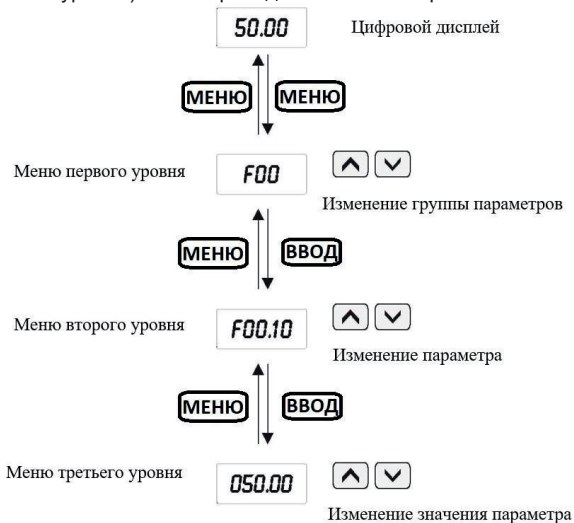 50.00 Цифровой дисплей
МЕНЮ МЕНЮ
Меню первого уровня F00
Изменение группы параметров
МЕНЮ ВВОД
Меню второго уровня F00.10
Изменение параметра
МЕНЮ ВВОД
Меню третьего уровня 050.00
Изменение значения параметра